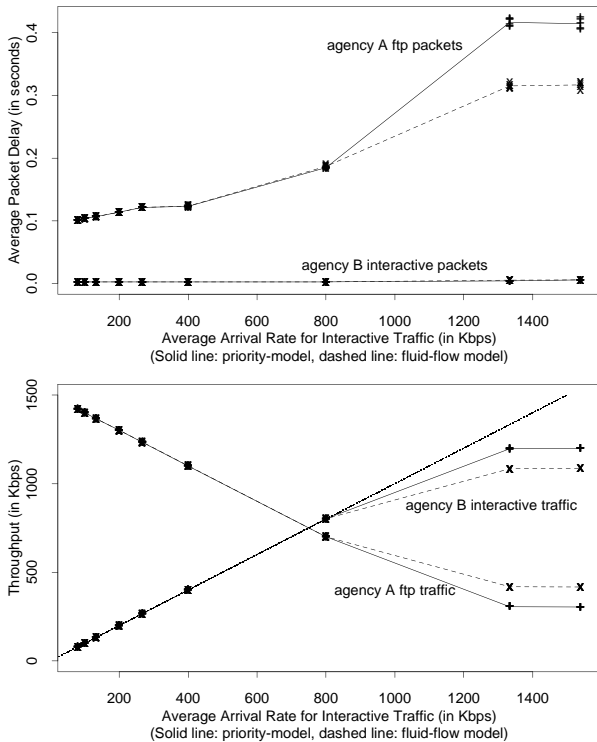 0.4
0.3
0.2
0.1
0.0
Average Packet Delay (in seconds)
agency A ftp packets
agency B interactive packets
200 400 600 800 1000 1200 1400
Average Arrival Rate for Interactive Traffic (in Kbps)
(Solid line: priority-model, dashed line: fluid-flow model)
1500
1000
500
0
Throughput (in Kbps)
agency B interactive traffic
agency A ftp traffic
200 400 600 800 1000 1200 1400
Average Arrival Rate for Interactive Traffic (in Kbps)
(Solid line: priority-model, dashed line: fluid-flow model)